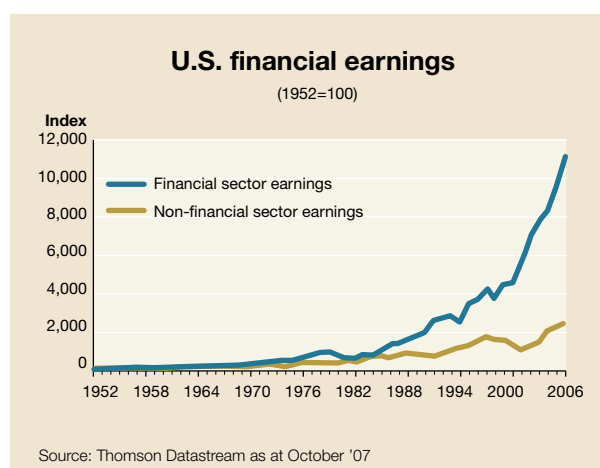 U.S. financial earnings
(1952=100)
Index
12,000
10,000
8,000
6,000
4,000
2,000
0
Financial sector earnings
Non-financial sector earnings
1952 1958 1964 1970 1976 1982 1988 1994 2000 2006
Source: Thomson Datastream as at October '07